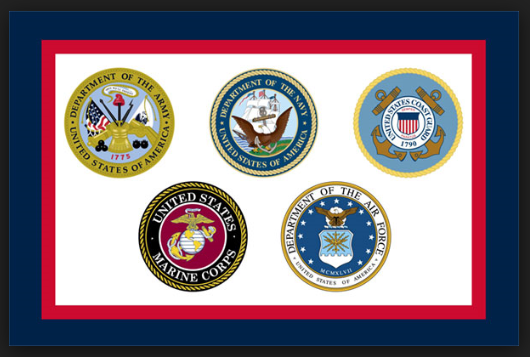 DEPARTMENT OF THE ARMY
UNITED STATES OF AMERICA
1775
DEPARTMENT OF THE NAVY
UNITED STATES OF AMERICA
UNITED STATES COAST GUARD
1790
UNITED STATES
MARINE CORPS
DEPARTMENT OF THE AIR FORCE
MCMXLVII
UNITED STATES OF AMERICA